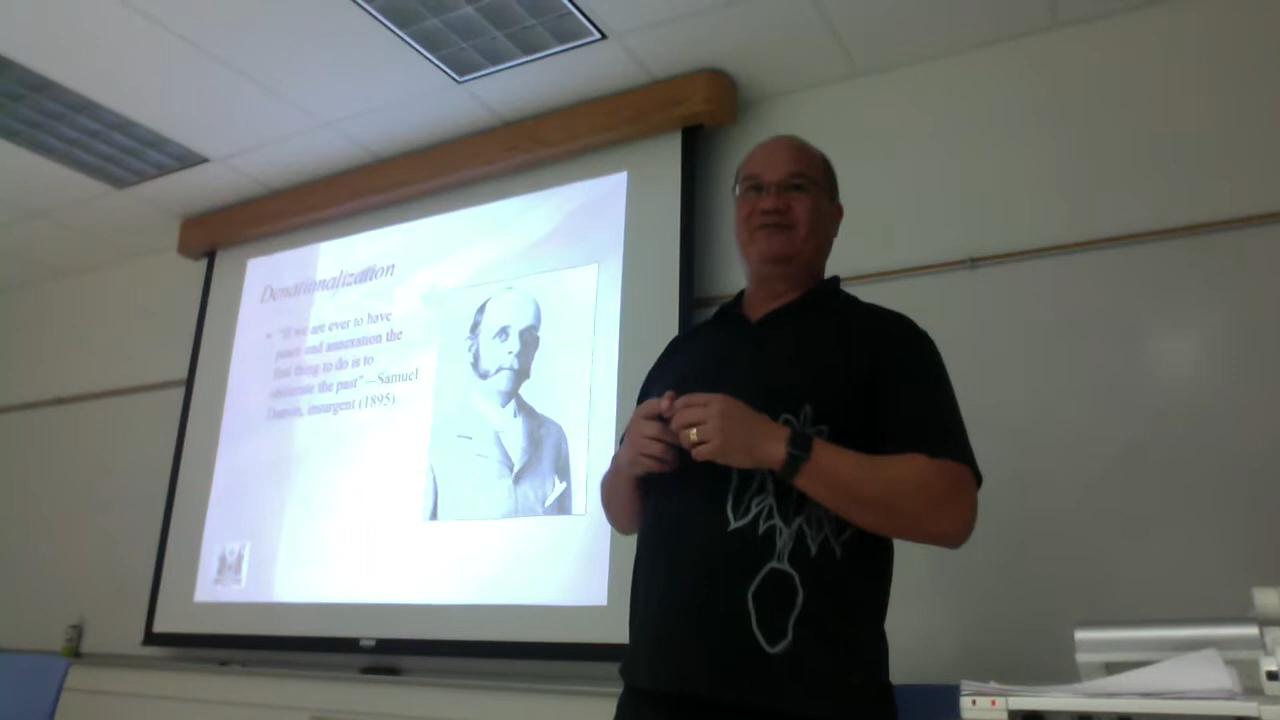 Denationalization
"If we are ever to have
peace and annexation the
first thing to do is to
obliterate the past"—Samuel
Damon, insurgent (1895)